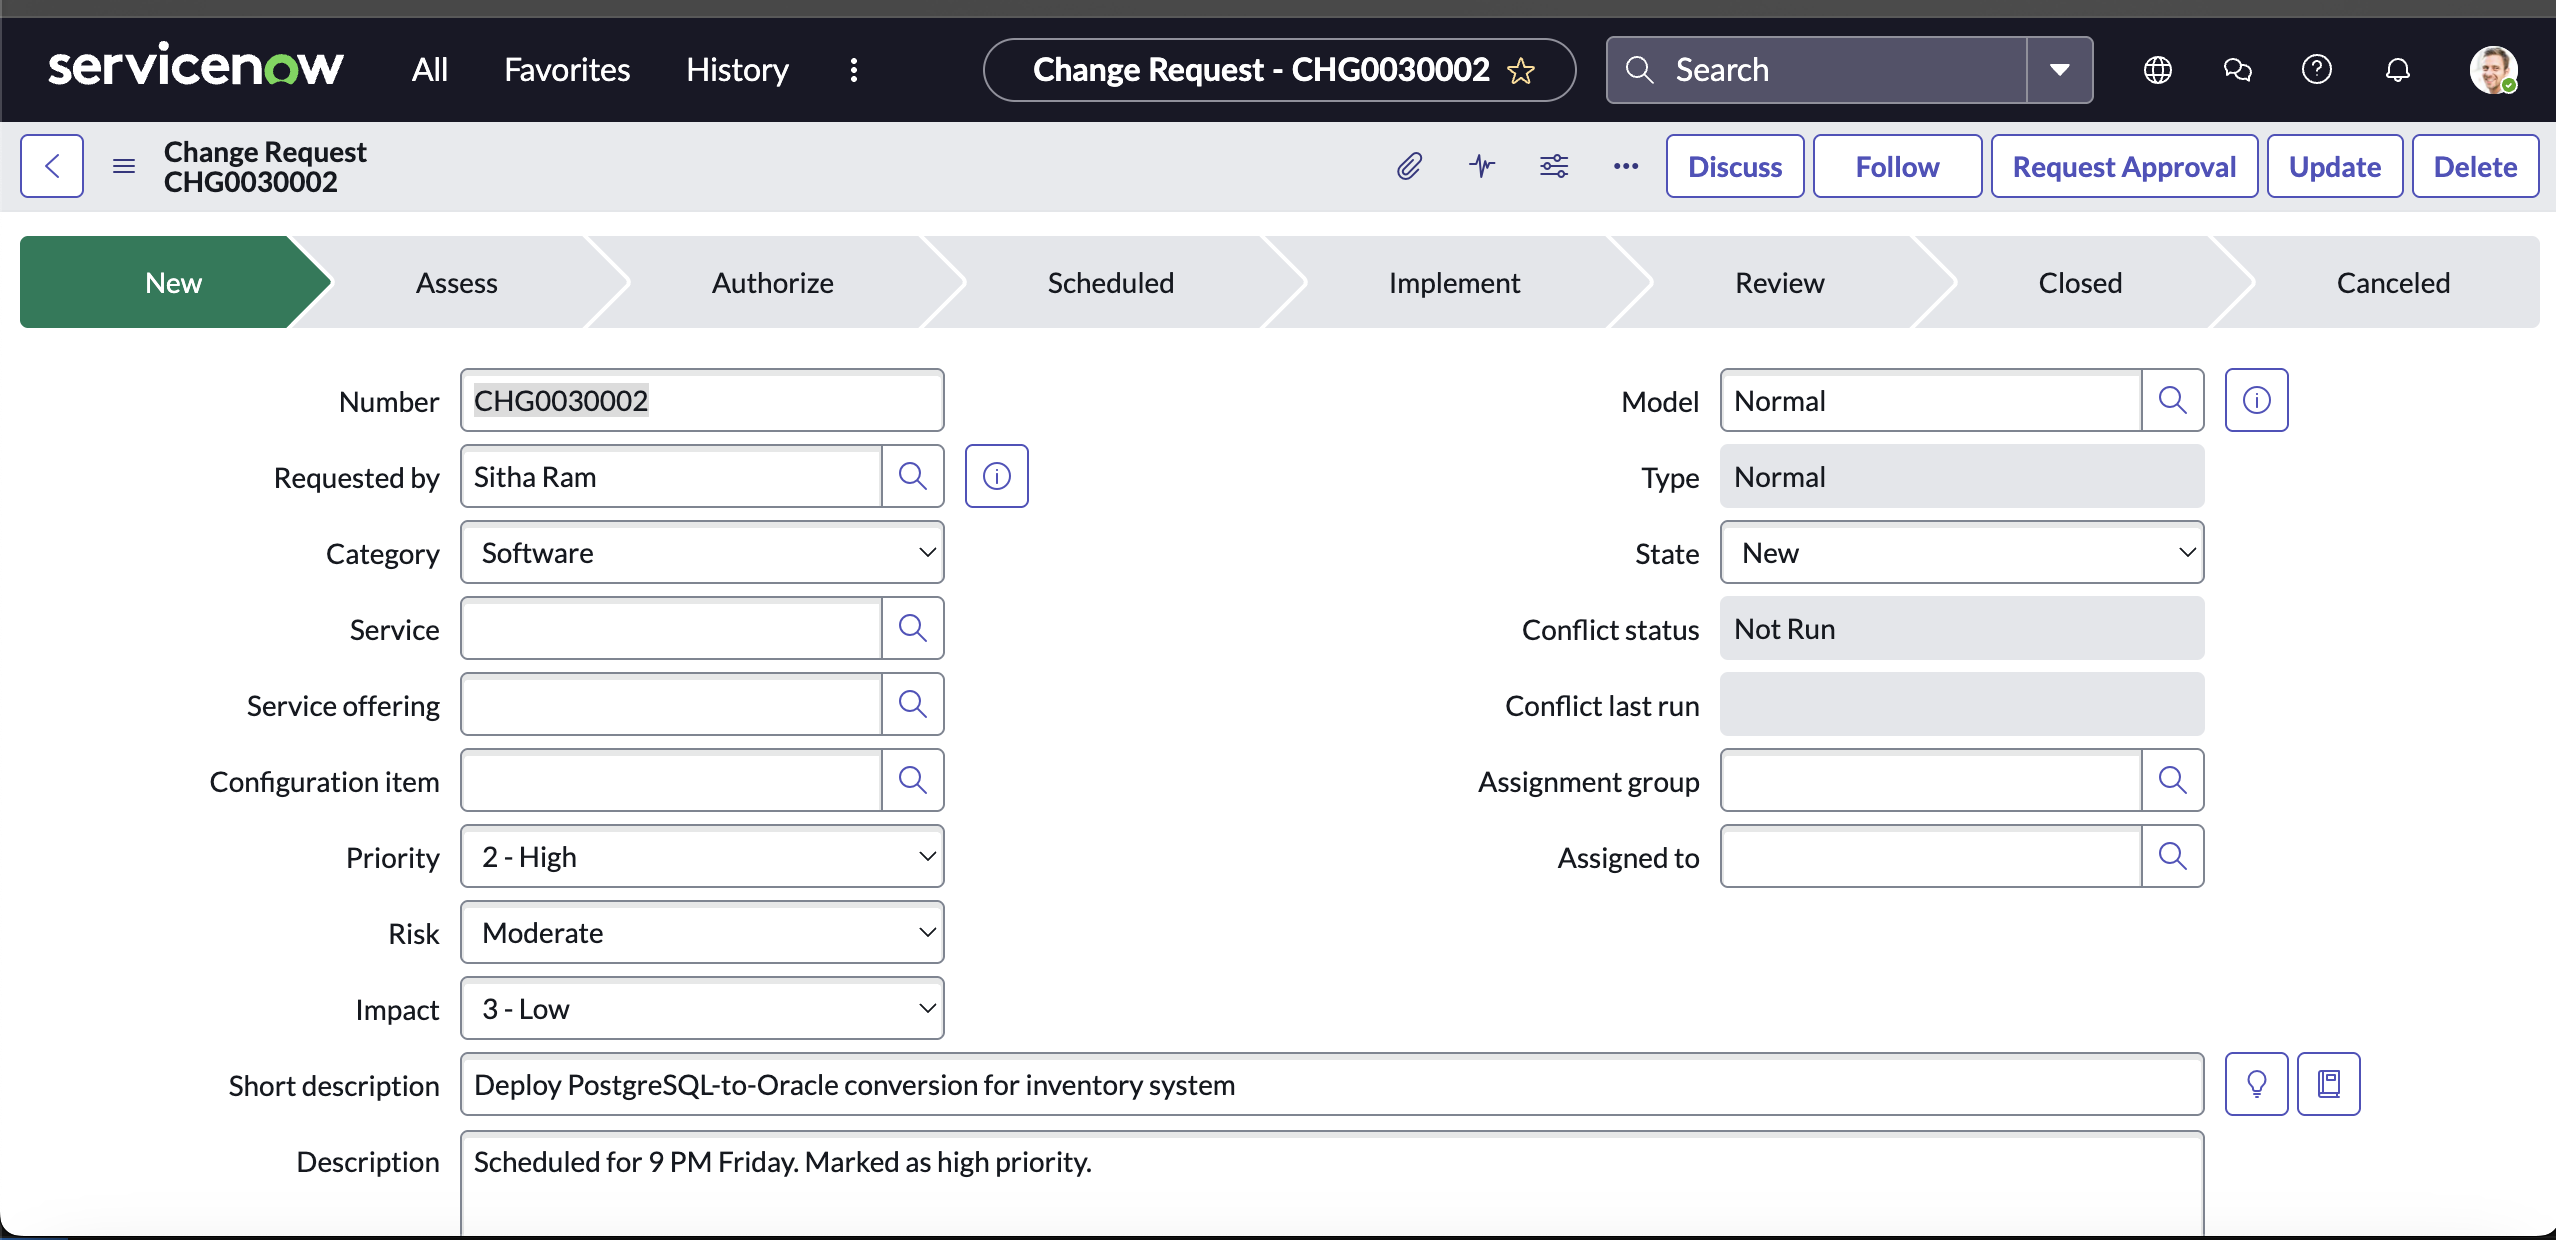 servicenow All Favorites History Change Request - CHG0030002 Search
Change Request
CHG0030002
Discuss Follow Request Approval Update Delete
New Assess Authorize Scheduled Implement Review Closed Canceled
Number CHG0030002
Model Normal
Requested by Sitha Ram
Type Normal
Category Software
State New
Service
Conflict status Not Run
Service offering
Conflict last run
Configuration item
Assignment group
Priority 2 - High
Assigned to
Risk Moderate
Impact 3 - Low
Short description Deploy PostgreSQL-to-Oracle conversion for inventory system
Description Scheduled for 9 PM Friday. Marked as high priority.